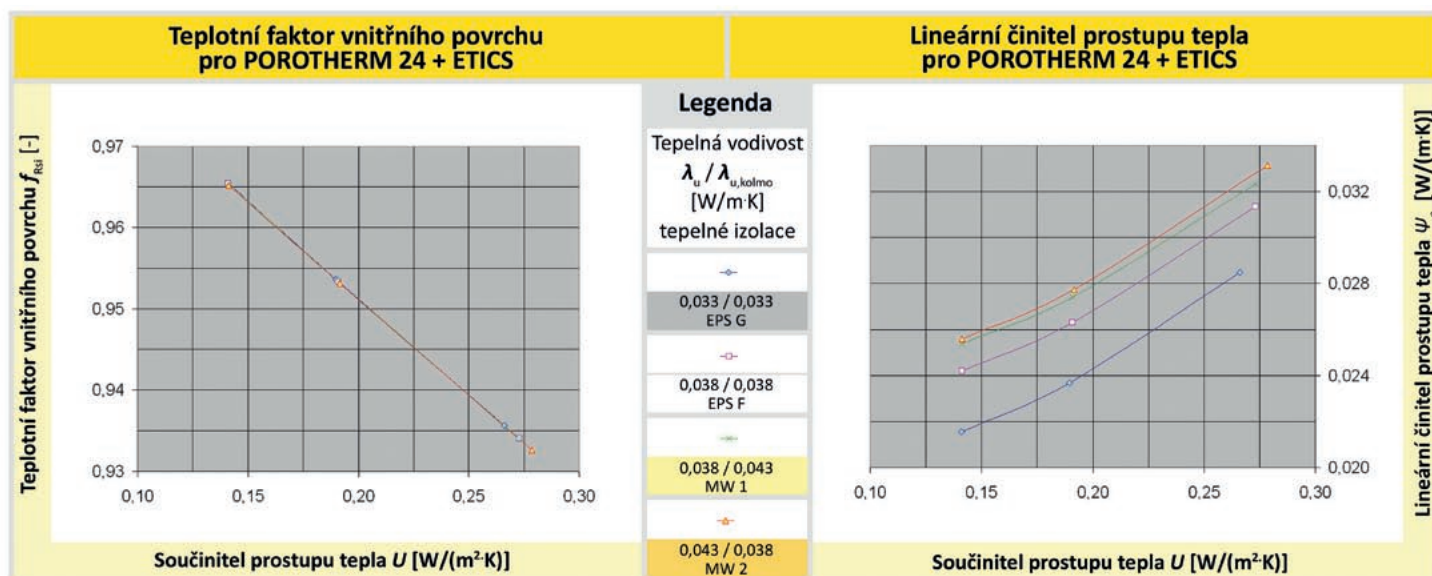 Teplotní faktor vnitřního povrchu
pro POROTHERM 24 + ETICS
Lineární činitel prostupu tepla
pro POROTHERM 24 + ETICS
Teplotní faktor vnitřního povrchu f_Rsi [-]
0,97
0,96
0,95
0,94
0,93
0,10
0,15
0,20
0,25
0,30
Součinitel prostupu tepla U [W/(m²·K)]
Legenda
Tepelná vodivost
λ_u / λ_u,kolmo
[W/m·K]
tepelné izolace
0,033 / 0,033
EPS G
0,038 / 0,038
EPS F
0,038 / 0,043
MW 1
0,043 / 0,038
MW 2
0,032
0,028
0,024
0,020
0,10
0,15
0,20
0,25
0,30
Lineární činitel prostupu tepla Ψ [W/(m·K)]
Součinitel prostupu tepla U [W/(m²·K)]